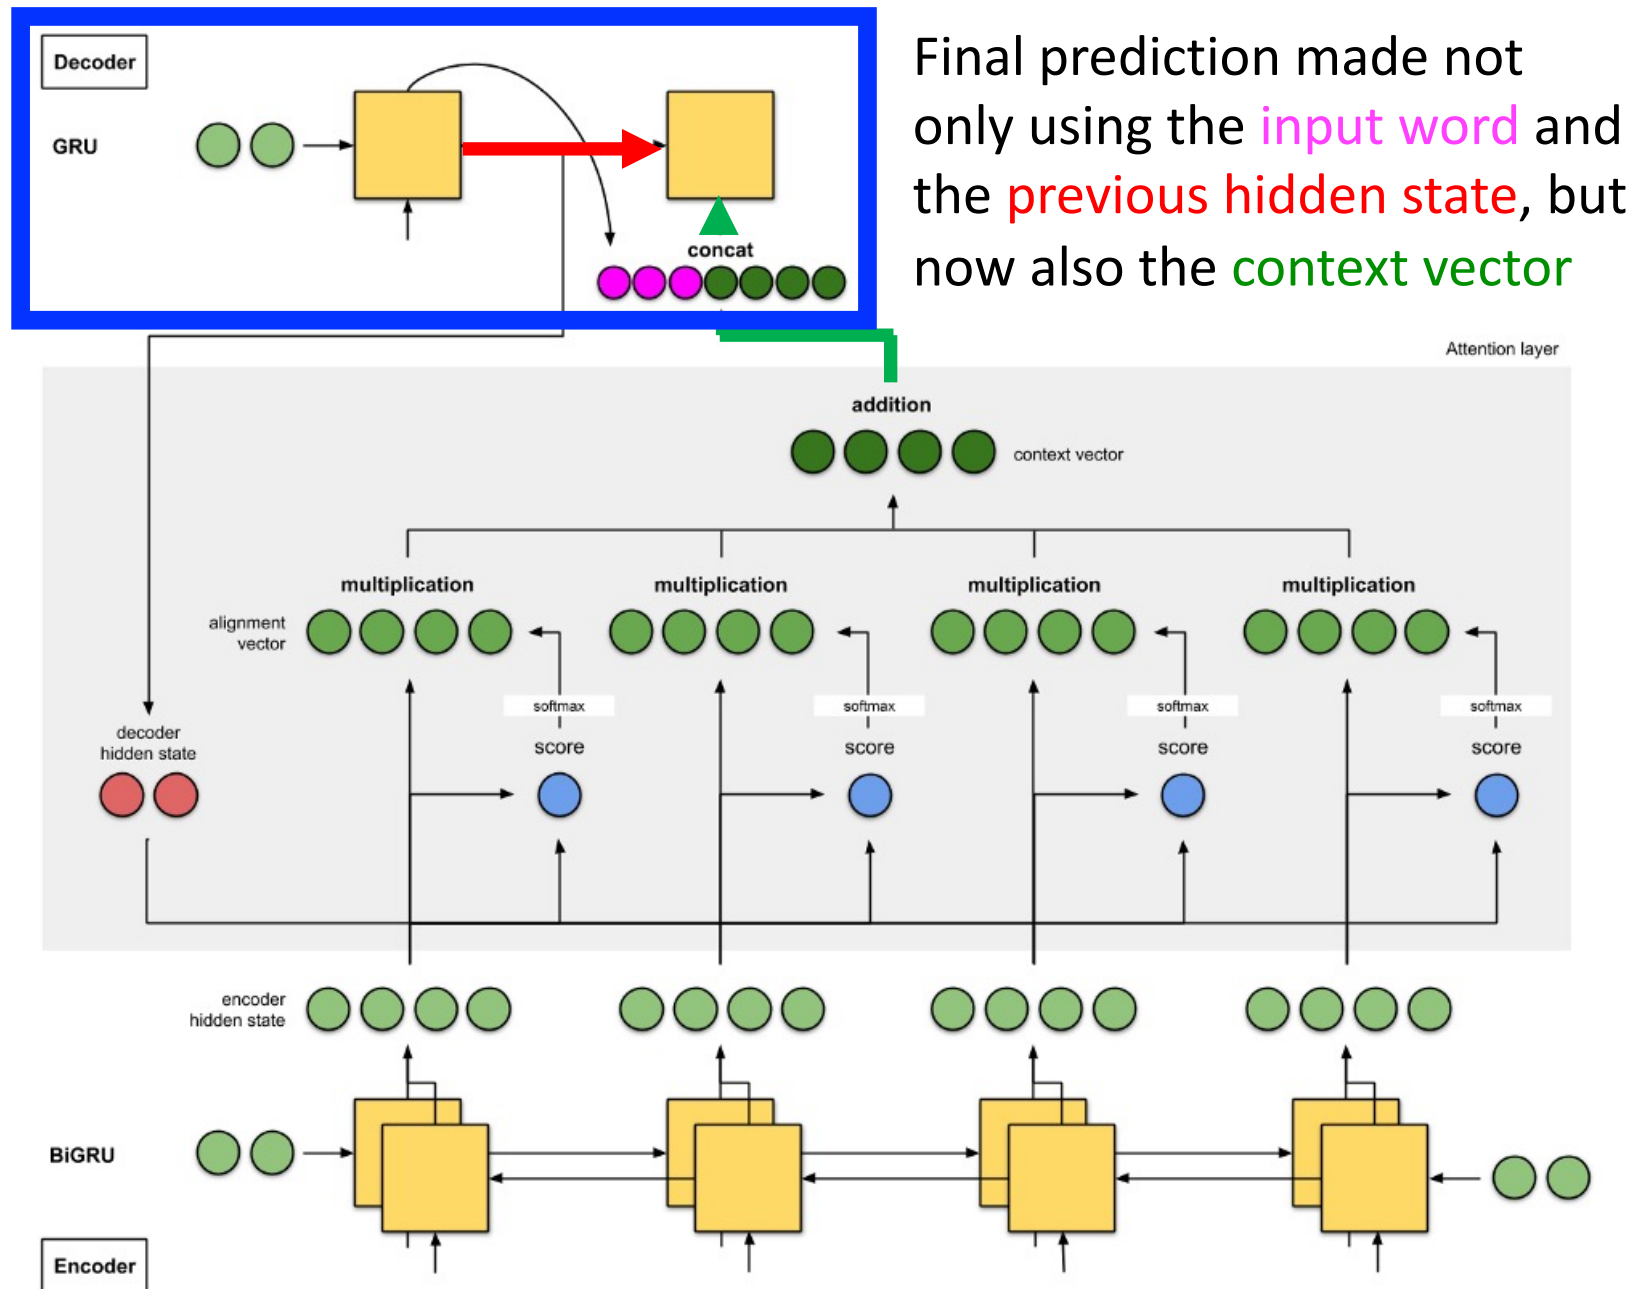 Decoder
GRU
concat
Final prediction made not
only using the input word and
the previous hidden state, but
now also the context vector
Attention layer
addition
context vector
multiplication multiplication multiplication multiplication
alignment
vector
softmax softmax softmax softmax
decoder
hidden state
score score score score
encoder
hidden state
BiGRU
Encoder